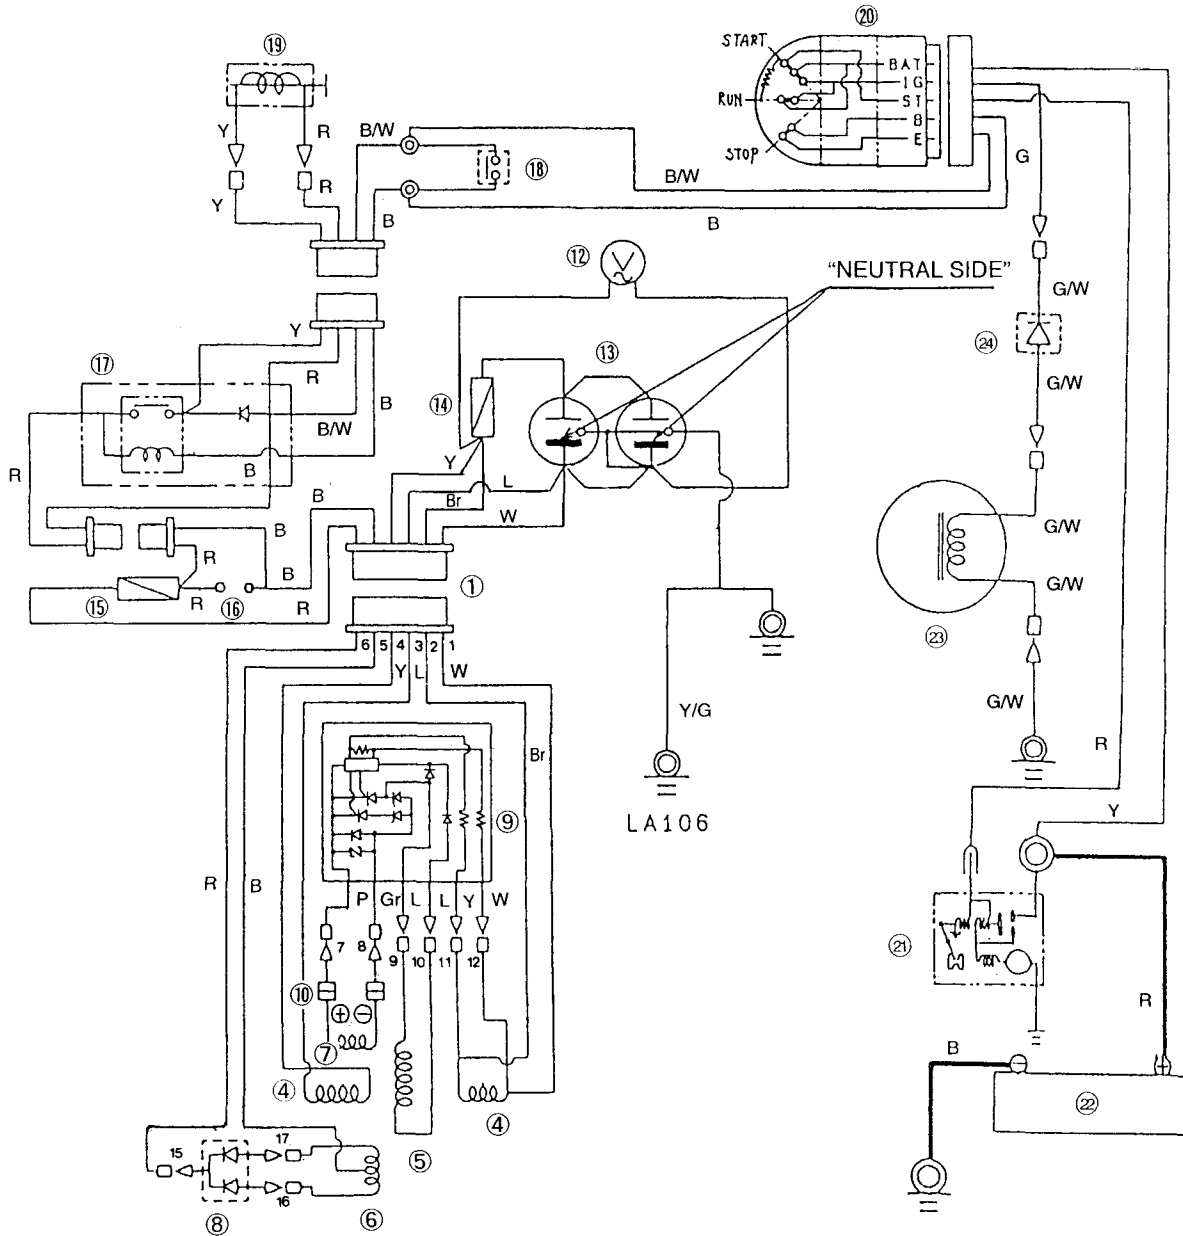 ⑲
⑳
START
RUN
STOP
BAT
IG
ST
B
E
Y R
Y R
B/W
B
⑱
B/W
B
G
⑫ V
"NEUTRAL SIDE"
G/W
㉔
G/W
G/W
G/W
㉓
G/W
⑰
Y
R
B/W
B
B
R
⑭
⑬
Y
L
Br
W
B
B
R
B
R
⑮
R
⑯
R
①
6 5 4 3 2 1
Y L W
Y/G
LA106
R
Y
R
B
Br
⑨
P Gr L L Y W
7 8 9 10 11 12
⑩
+ −
⑦
④
④
⑤
㉑
R
B
㉒
− +
15
17
16
⑧
⑥